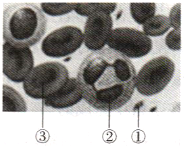 ③ ② ①